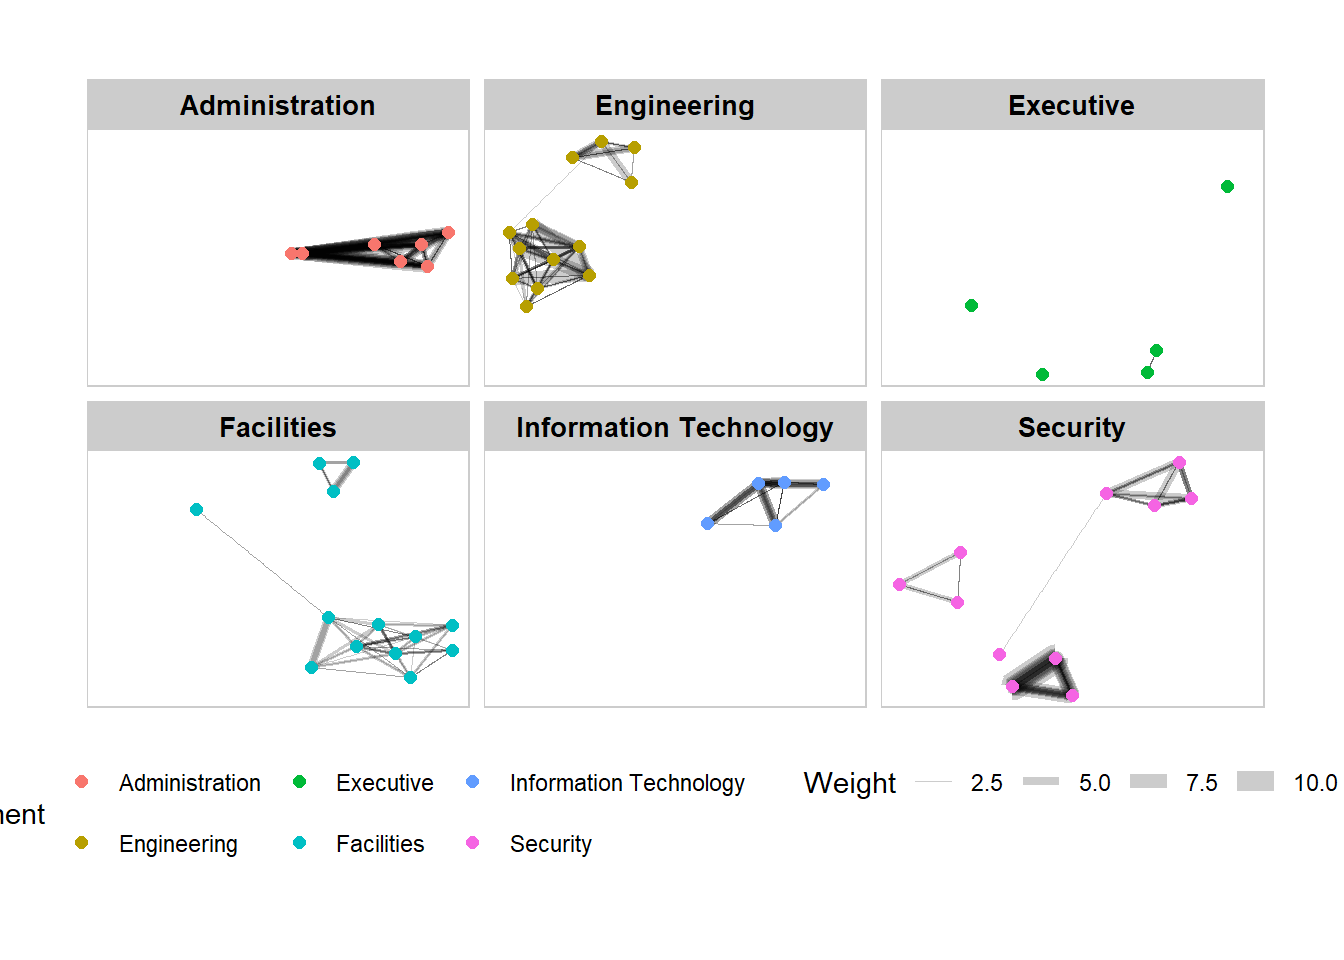 Administration
Engineering
Executive
Facilities
Information Technology
Security
Administration Executive Information Technology
Engineering Facilities Security
Weight 2.5 5.0 7.5 10.0